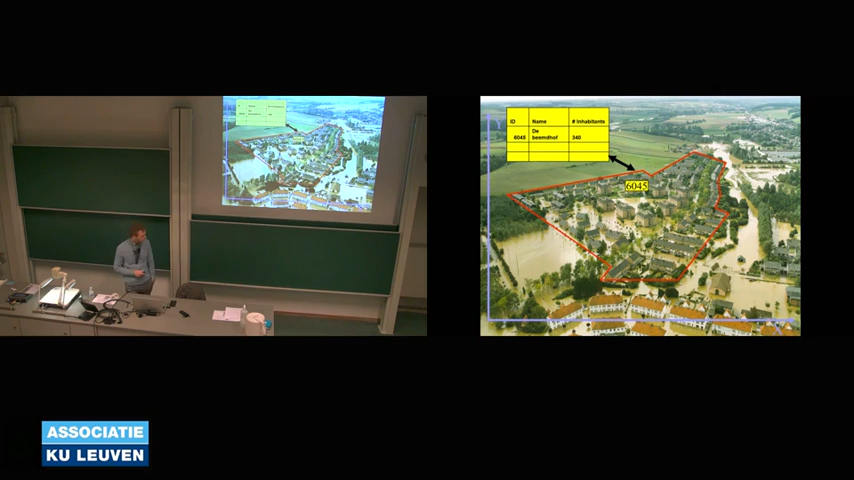 ID Name # Inhabitants
6045 De beemdhof 340
Y
6045
X
ASSOCIATIE
KU LEUVEN